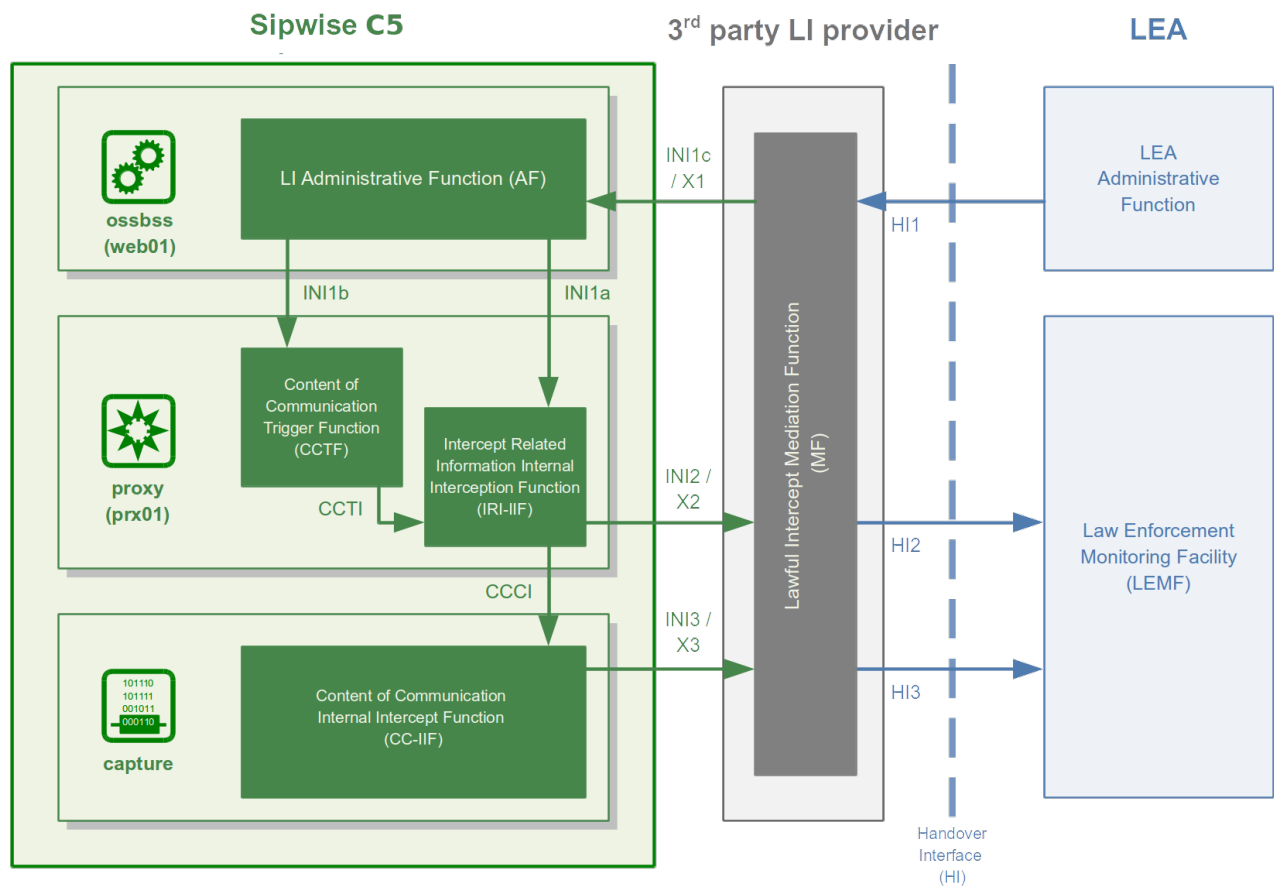 Sipwise C5
3rd party LI provider
LEA
ossbss
(web01)
LI Administrative Function (AF)
INI1c
/ X1
HI1
LEA
Administrative
Function
INI1b
INI1a
proxy
(prx01)
Content of
Communication
Trigger Function
(CCTF)
CCTI
Intercept Related
Information Internal
Interception Function
(IRI-IIF)
INI2 /
X2
Lawful Intercept Mediation Function
(MF)
HI2
Law Enforcement
Monitoring Facility
(LEMF)
CCCI
101110
101111
001011
000110
capture
Content of Communication
Internal Intercept Function
(CC-IIF)
INI3 /
X3
HI3
Handover
Interface
(HI)